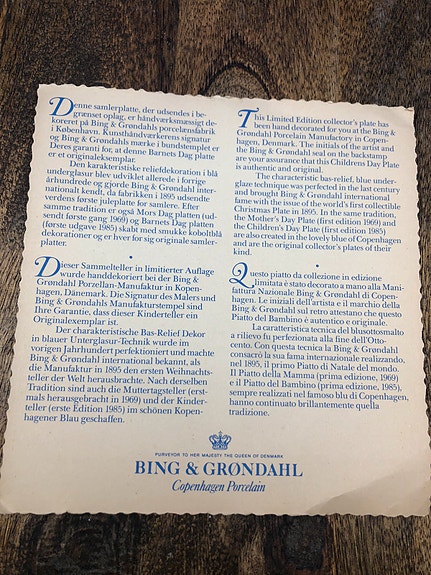 Denne samlerplatte, der udsendes i be-
grænset oplag, er håndværksmæssigt de-
koreret på Bing & Grøndahls porcelænsfabrik
i København. Kunsthåndværkerens signatur
og Bing & Grøndahls mærke i bundstemplet er
Deres garanti for, at denne Barnets Dag platte
er et originaleksemplar.
Den karakteristiske reliefdekoration i blå
underglasur blev udviklet allerede i forrige
århundrede og gjorde Bing & Grøndahl inter-
nationalt kendt, da fabrikken i 1895 udsendte
verdens første juleplatte for samlere. Efter
samme tradition er også Mors Dag platten (ud-
sendt første gang 1969) og Barnets Dag platten
(første udgave 1985) skabt med smukke koboltblå
dekorationer og er hver for sig originale samler-
platter.
This Limited Edition collector's plate has
been hand decorated for you at the Bing &
Grøndahl Porcelain Manufactory in Copen-
hagen, Denmark. The initials of the artist and
the Bing & Grøndahl seal on the backstamp
are your assurance that this Childrens Day Plate
is authentic and original.
The characteristic bas-relief, blue under-
glaze technique was perfected in the last century
and brought Bing & Grøndahl international
fame with the issue of the world's first collectible
Christmas Plate in 1895. In the same tradition,
the Mother's Day Plate (first edition 1969) and
the Children's Day Plate (first edition 1985)
are also created in the lovely blue of Copenhagen
and are the original collector's plates of their
kind.
Dieser Sammelteller in limitierter Auflage
wurde handdekoriert bei der Bing &
Grøndahl Porzellan-Manufactur in Kopen-
hagen, Dänemark. Die Signatur des Malers und
Bing & Grøndahls Manufakturstempel sind
Ihre Garantie, dass dieser Kinderteller ein
Originalexemplar ist.
Der charakteristische Bas-Relief Dekor
in blauer Unterglasur-Technik wurde im
vorigen Jahrhundert perfektioniert und machte
Bing & Grøndahl international bekannt, als
die Manufactur in 1895 den ersten Weihnachts-
teller der Welt herausbrachte. Nach derselben
Tradition sind auch die Muttertagsteller (erst-
mals herausgebracht in 1969) und der Kinder-
teller (erste Edition 1985) im schönen Kopen-
hagener Blau geschaffen.
Questo piatto da collection in edizione
limitata è stato decorato a mano alla Mani-
fattura Nazionale Bing & Grøndahl di Copen-
hagen. Le iniziali dell'artista e il marchio della
Bing & Grøndahl sul retro attestano che questo
Piatto del Bambino è autentico e originale.
La caratteristica tecnica del blusottosmalto
a rilievo fu perfezionata alla fine dell'Otto-
cento. Con questa tecnica la Bing & Grøndahl
consacrò la sua fama internazionale realizzando,
nel 1895, il primo Piatto di Natale del mondo.
Il Piatto della Mamma (prima edizione, 1969)
e il Piatto del Bambino (prima edizione, 1985),
sempre realizzati nel famoso blu di Copenhagen,
hanno continuato brillantemente quella
tradizione.
PURVEYOR TO HER MAJESTY THE QUEEN OF DENMARK
BING & GRØNDAHL
Copenhagen Porcelain